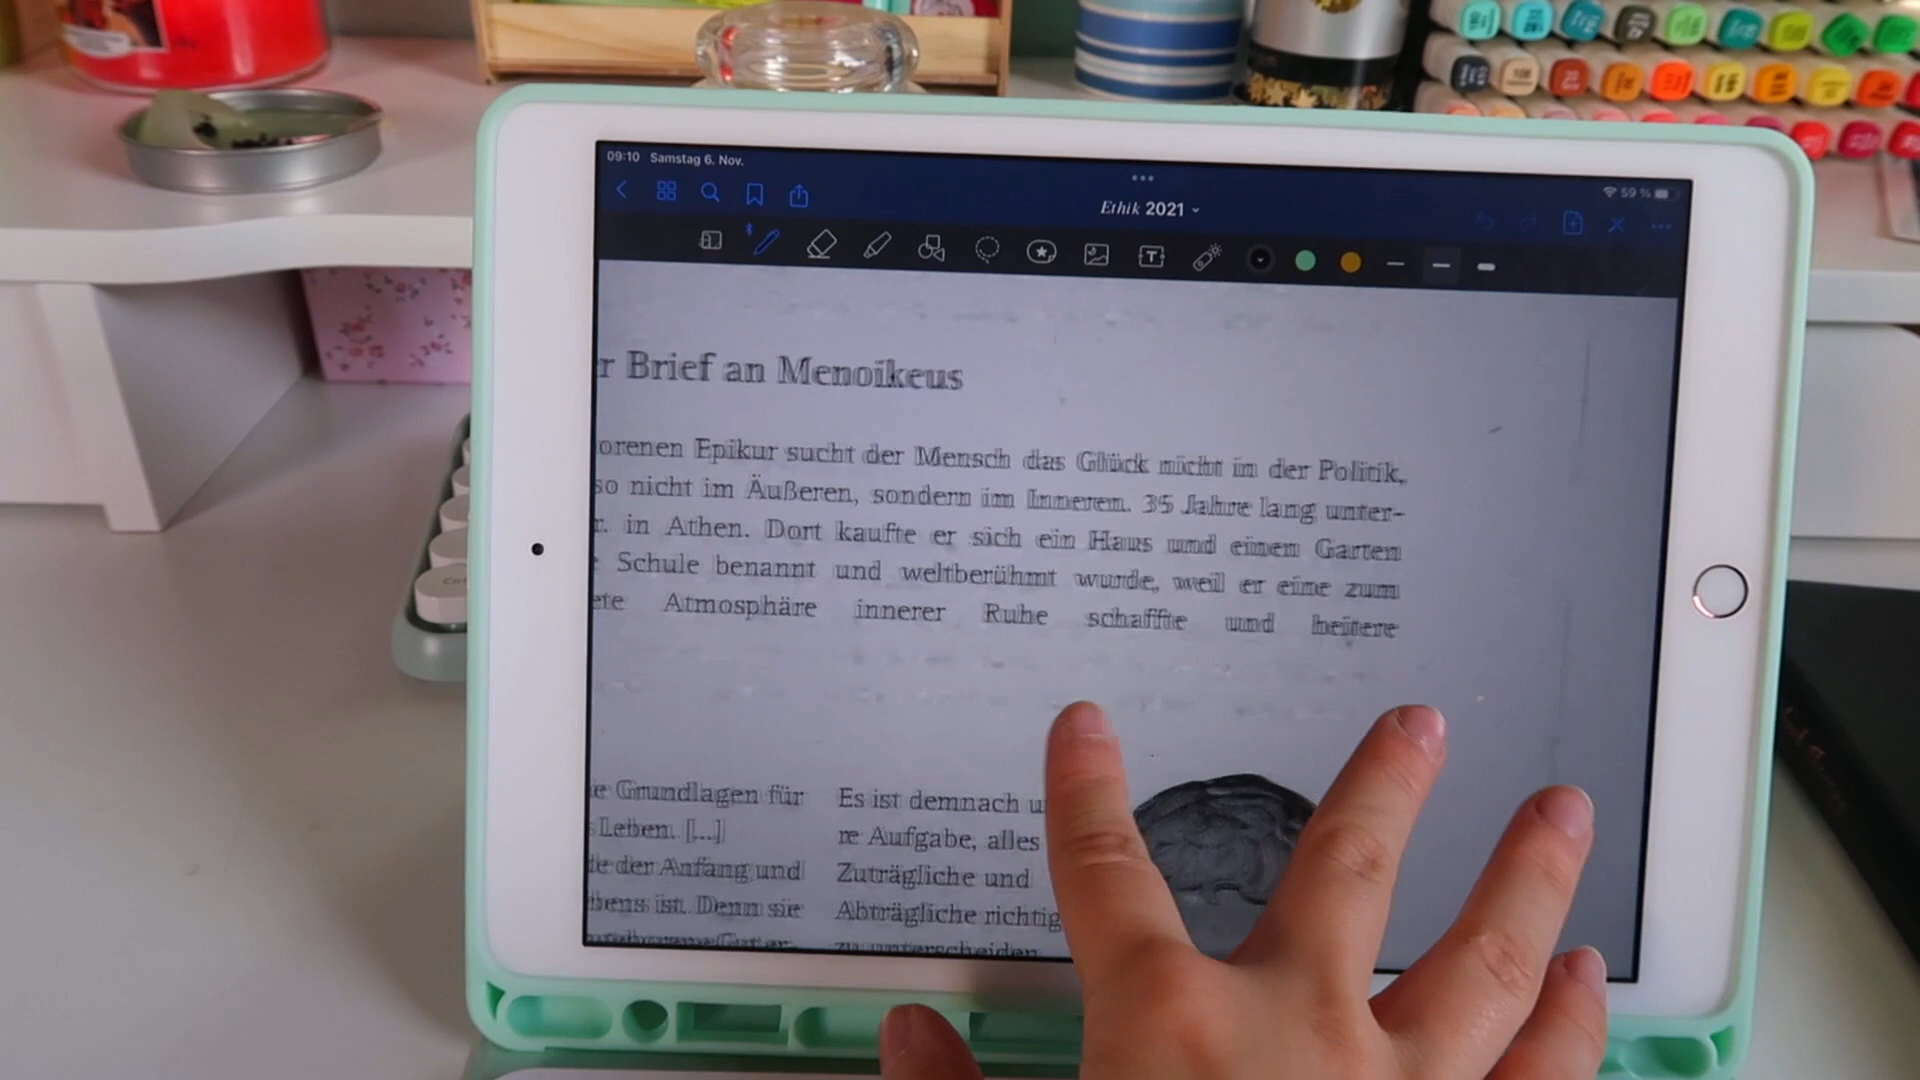 09:10 Samstag 6. Nov.
59 %
Ethik 2021
r Brief an Menoikeus
orenen Epikur sucht der Mensch das Glück nicht in der Politik,
so nicht im Äußeren, sondern im Inneren. 35 Jahre lang unter-
r. in Athen. Dort kaufte er sich ein Haus und einen Garten
Schule benannt und weltberühmt wurde, weil er eine zum
ete Atmosphäre innerer Ruhe schaffte und heitere
e Grundlagen für
s Leben. [...]
de der Anfang und
bens ist. Denn sie
Es ist demnach u
re Aufgabe, alles
Zuträgliche und
Abträgliche richtig
zu unterscheiden